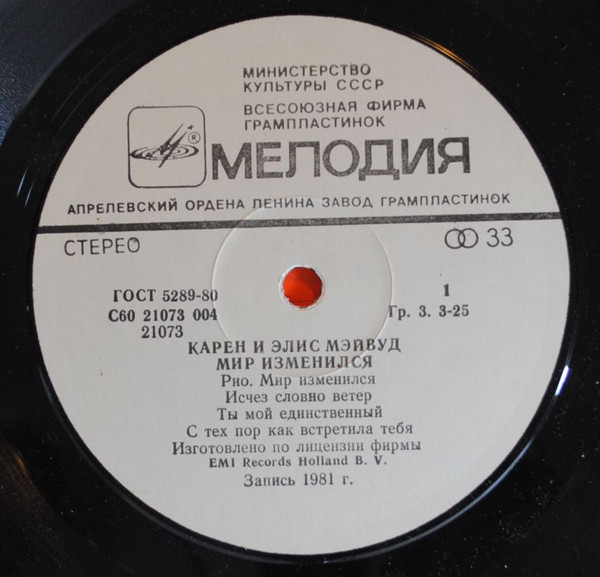 МИНИСТЕРСТВО
КУЛЬТУРЫ СССР
ВСЕСОЮЗНАЯ ФИРМА
ГРАМПЛАСТИНОК
®
МЕЛОДИЯ
АПРЕЛЕВСКИЙ ОРДЕНА ЛЕНИНА ЗАВОД ГРАМПЛАСТИНОК
СТЕРЕО
33
ГОСТ 5289-80
С60 21073 004
21073
1
Гр. 3. 3-25
КАРЕН И ЭЛИС МЭЙВУД
МИР ИЗМЕНИЛСЯ
Рио. Мир изменился
Исчез словно ветер
Ты мой единственный
С тех пор как встретила тебя
Изготовлено по лицензии фирмы
EMI Records Holland B. V.
Запись 1981 г.